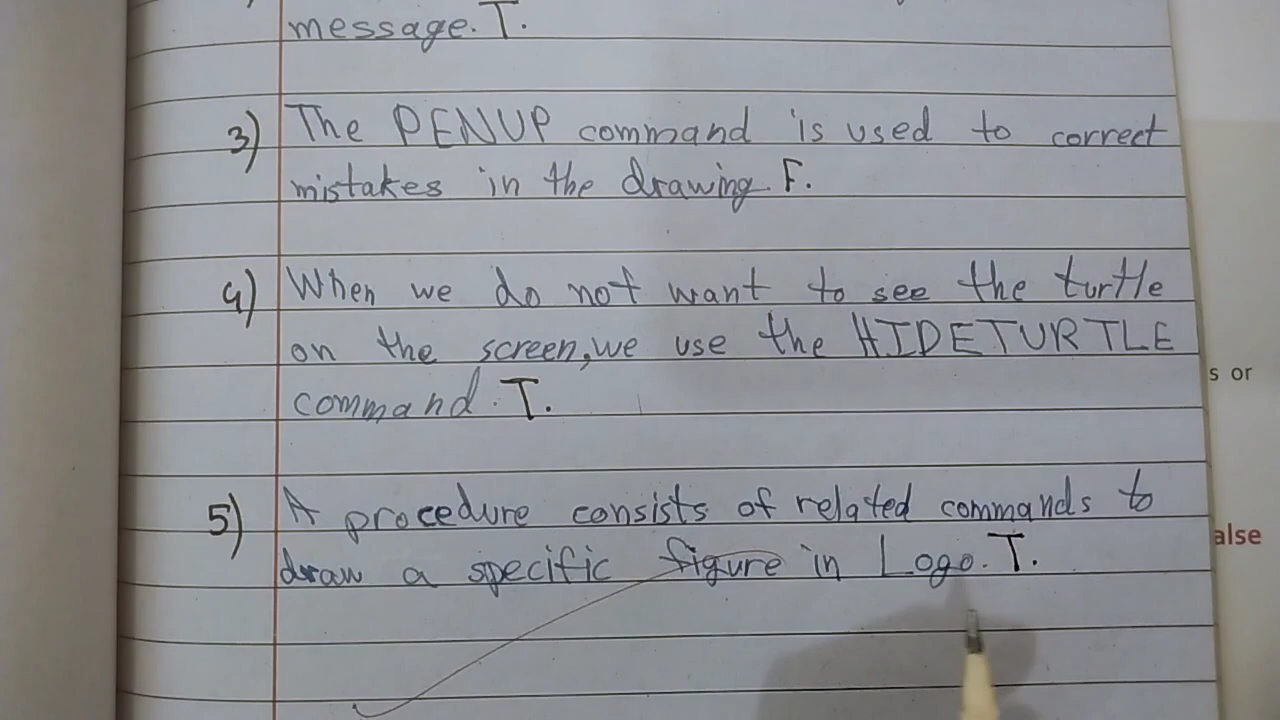 message. T.
3) The PENUP command is used to correct
mistakes in the drawing. F.
4) When we do not want to see the turtle
on the screen, we use the HIDETURTLE
command. T.
s or
5) A procedure consists of related commands to
alse
draw a specific figure in Logo. T.